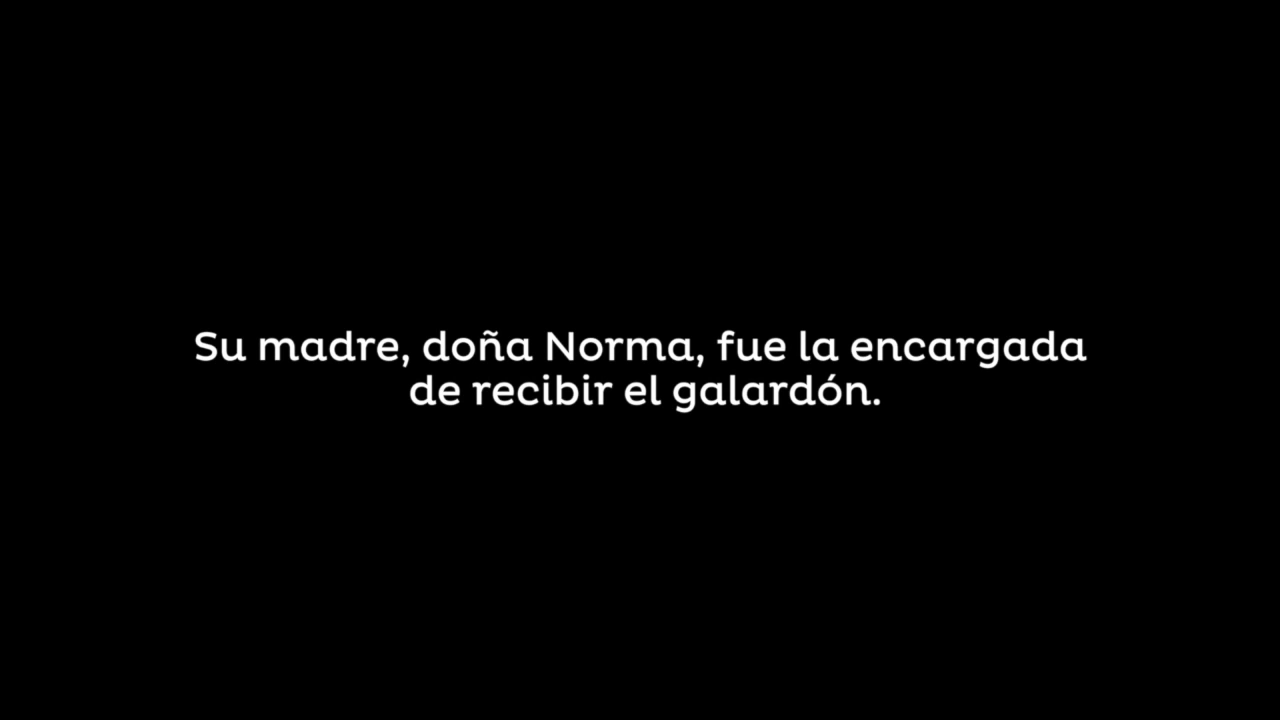 Su madre, doña Norma, fue la encargada
de recibir el galardón.